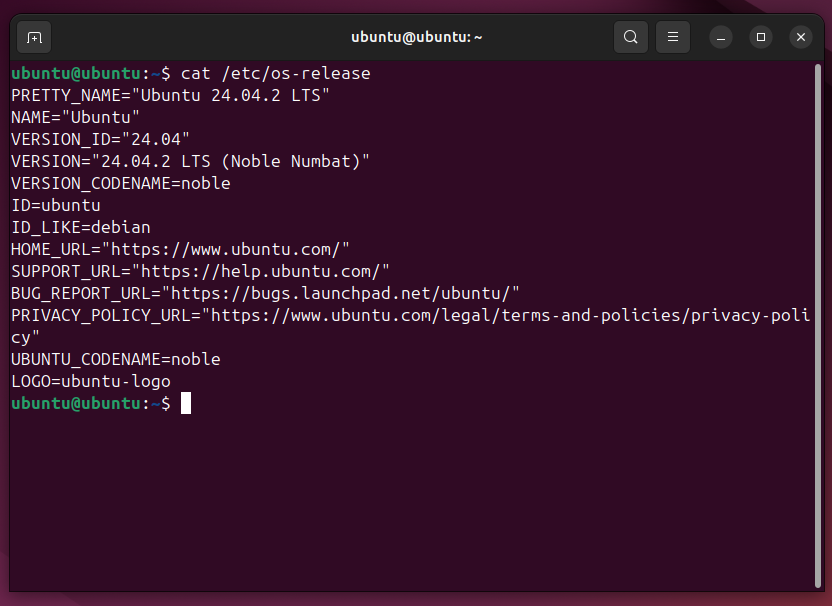 ubuntu@ubuntu: ~
ubuntu@ubuntu:~$ cat /etc/os-release
PRETTY_NAME="Ubuntu 24.04.2 LTS"
NAME="Ubuntu"
VERSION_ID="24.04"
VERSION="24.04.2 LTS (Noble Numbat)"
VERSION_CODENAME=noble
ID=ubuntu
ID_LIKE=debian
HOME_URL="https://www.ubuntu.com/"
SUPPORT_URL="https://help.ubuntu.com/"
BUG_REPORT_URL="https://bugs.launchpad.net/ubuntu/"
PRIVACY_POLICY_URL="https://www.ubuntu.com/legal/terms-and-policies/privacy-poli
cy"
UBUNTU_CODENAME=noble
LOGO=ubuntu-logo
ubuntu@ubuntu:~$